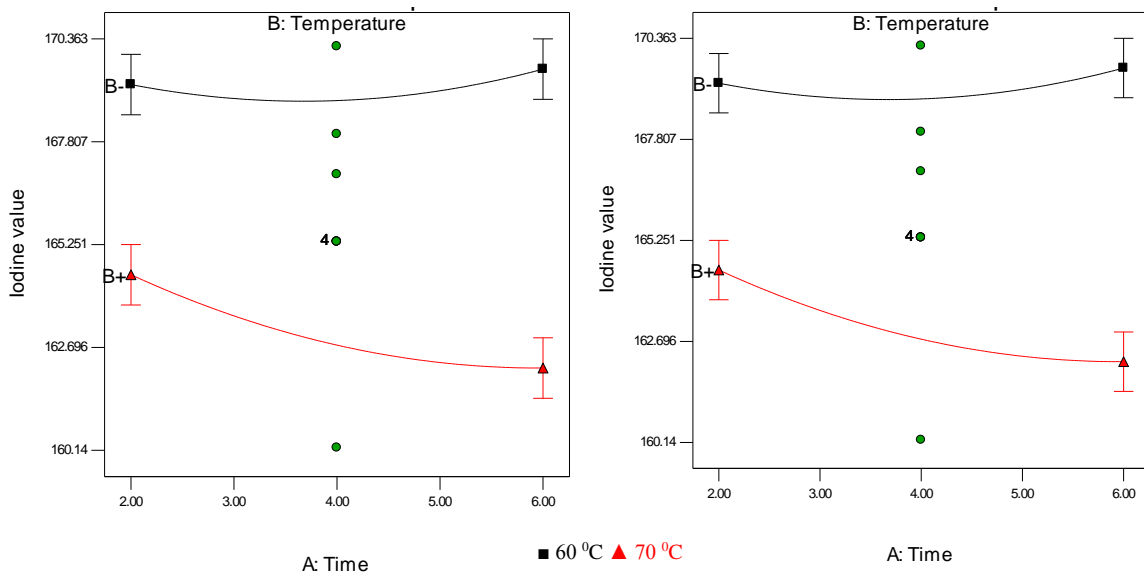 B: Temperature
170.363
167.807
165.251
162.696
160.14
Iodine value
B-
B+
4
2.00 3.00 4.00 5.00 6.00
A: Time
B: Temperature
170.363
167.807
165.251
162.696
160.14
Iodine value
B-
B+
4
2.00 3.00 4.00 5.00 6.00
A: Time
60 ⁰C 70 ⁰C